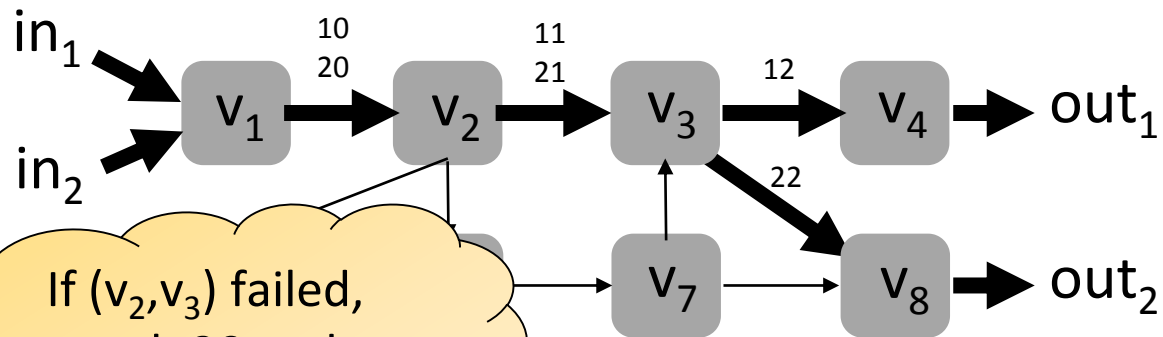 in1
10
20
11
21
12
v1
v2
v3
v4
out1
in2
22
If (v2,v3) failed,
v7
v8
out2